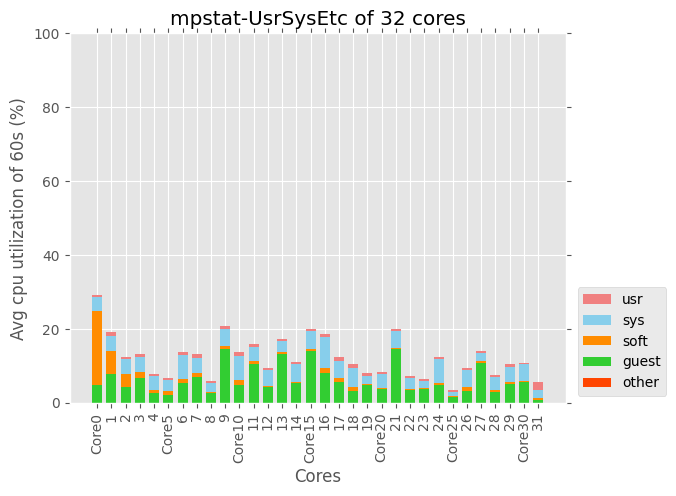 mpstat-UsrSysEtc of 32 cores
Avg cpu utilization of 60s (%)
100
80
60
40
20
0
Core0 1 2 3 4 Core5 6 7 8 9 Core10 11 12 13 14 Core15 16 17 18 19 Core20 21 22 23 24 Core25 26 27 28 29 Core30 31
Cores
usr
sys
soft
guest
other